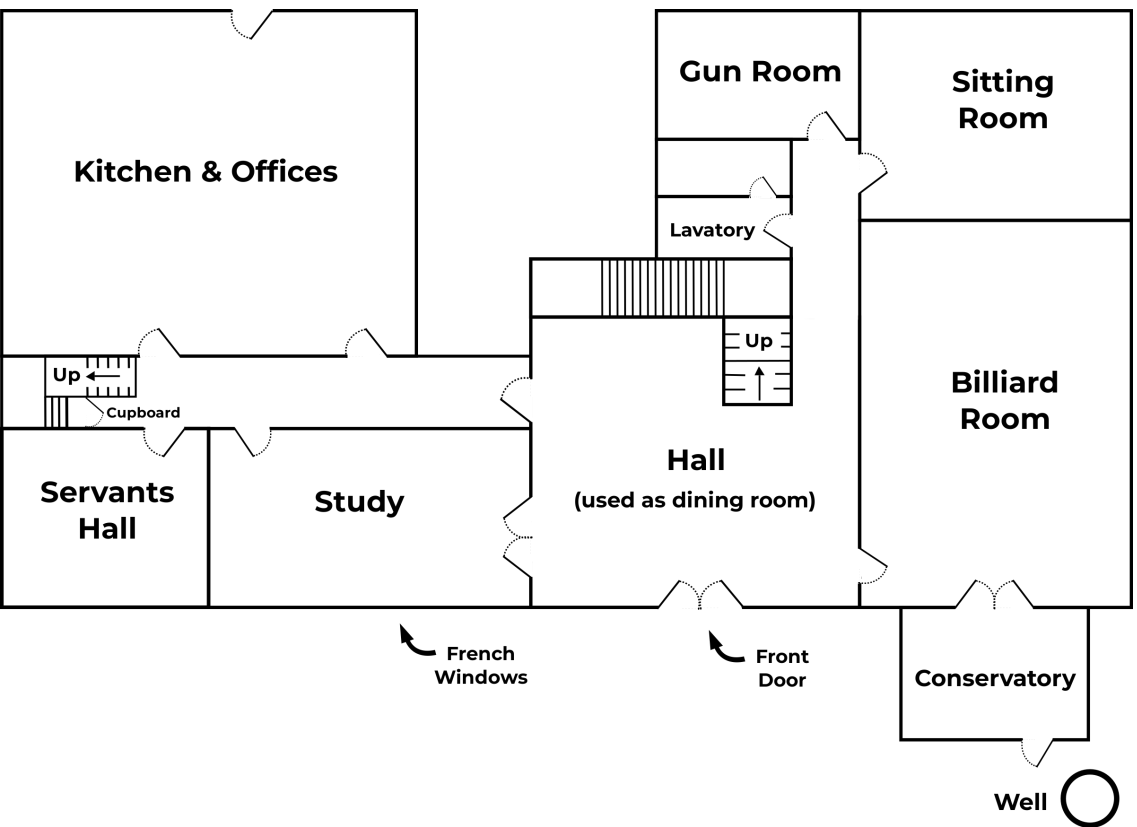 Gun Room
Sitting
Room
Kitchen & Offices
Lavatory
Up
Up
Cupboard
Billiard
Room
Hall
(used as dining room)
Servants
Hall
Study
French
Windows
Front
Door
Conservatory
Well